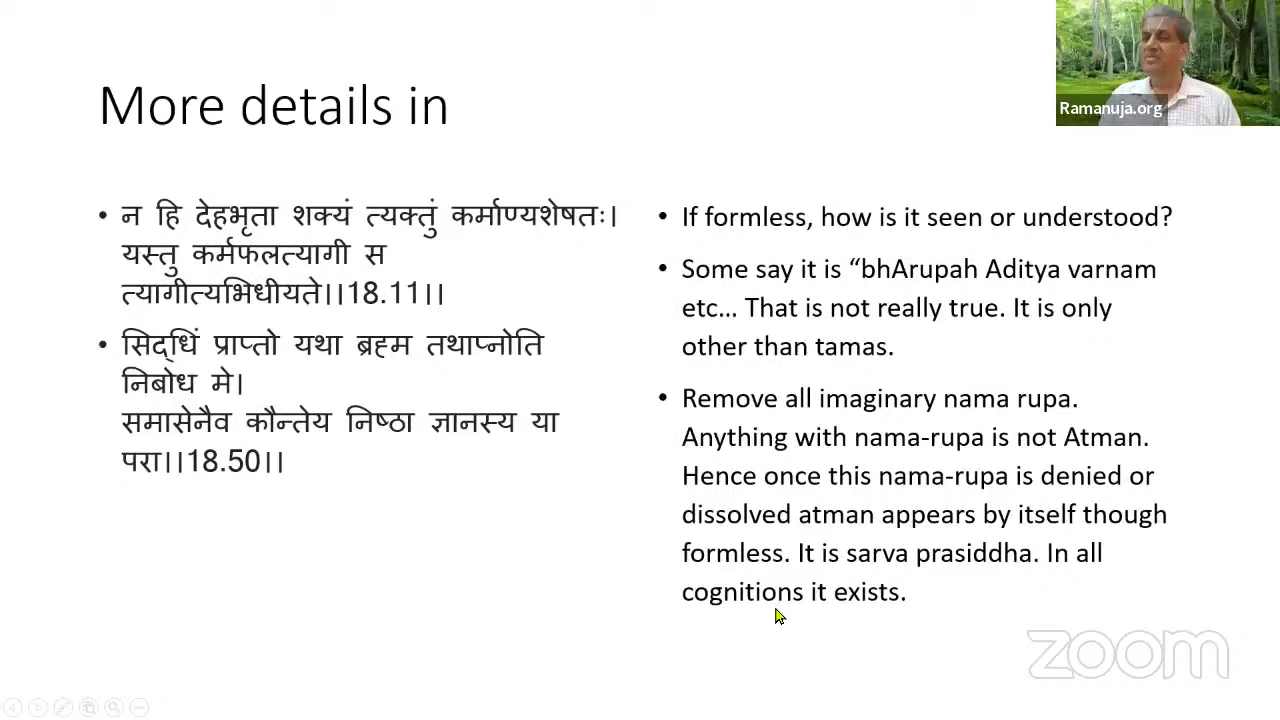 More details in
Ramanuja.org
• न हि देहभृता शक्यं त्यक्तुं कर्माण्यशेषतः।
यस्तु कर्मफलत्यागी स
त्यागीत्यभिधीयते।।18.11।।
• सिद्धिं प्राप्तो यथा ब्रह्म तथाप्नोति
निबोध मे।
समासेनैव कौन्तेय निष्ठा ज्ञानस्य या
परा।।18.50।।
• If formless, how is it seen or understood?
• Some say it is “bhArupah Aditya varnam
etc... That is not really true. It is only
other than tamas.
• Remove all imaginary nama rupa.
Anything with nama-rupa is not Atman.
Hence once this nama-rupa is denied or
dissolved atman appears by itself though
formless. It is sarva prasiddha. In all
cognitions it exists.
zoom